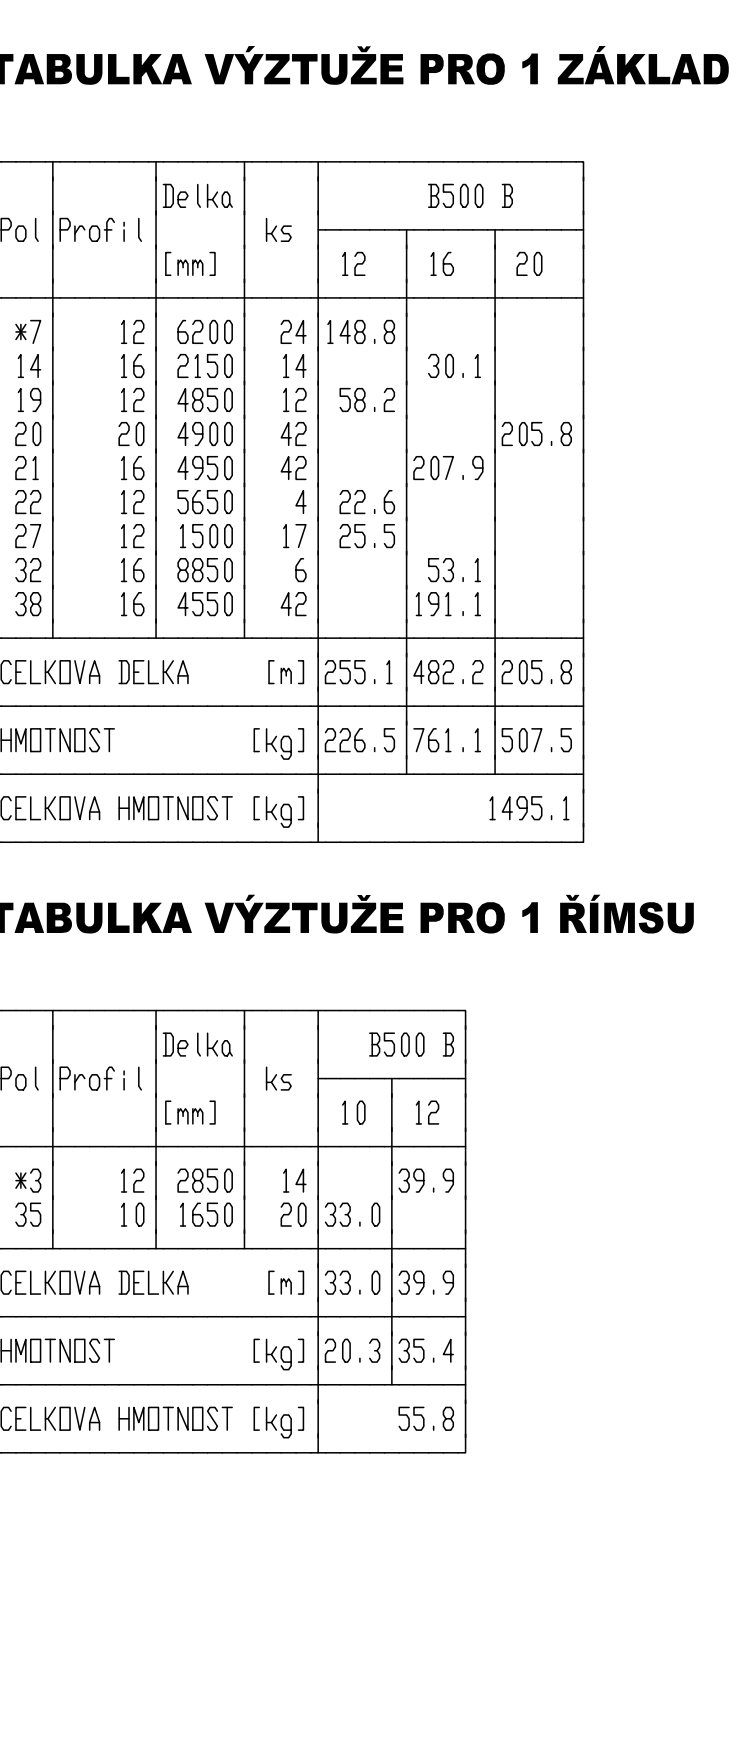 TABULKA VÝZTUŽE PRO 1 ZÁKLAD
Pol Profil Delka [mm] ks B500 B
12 16 20
*7 12 6200 24 148.8
14 16 2150 14 30.1
19 12 4850 12 58.2
20 20 4900 42 205.8
21 16 4950 42 207.9
22 12 5650 4 22.6
27 12 1500 17 25.5
32 16 8850 6 53.1
38 16 4550 42 191.1
CELKOVA DELKA [m] 255.1 482.2 205.8
HMOTNOST [kg] 226.5 761.1 507.5
CELKOVA HMOTNOST [kg] 1495.1
TABULKA VÝZTUŽE PRO 1 ŘÍMSU
Pol Profil Delka [mm] ks B500 B
10 12
*3 12 2850 14 39.9
35 10 1650 20 33.0
CELKOVA DELKA [m] 33.0 39.9
HMOTNOST [kg] 20.3 35.4
CELKOVA HMOTNOST [kg] 55.8